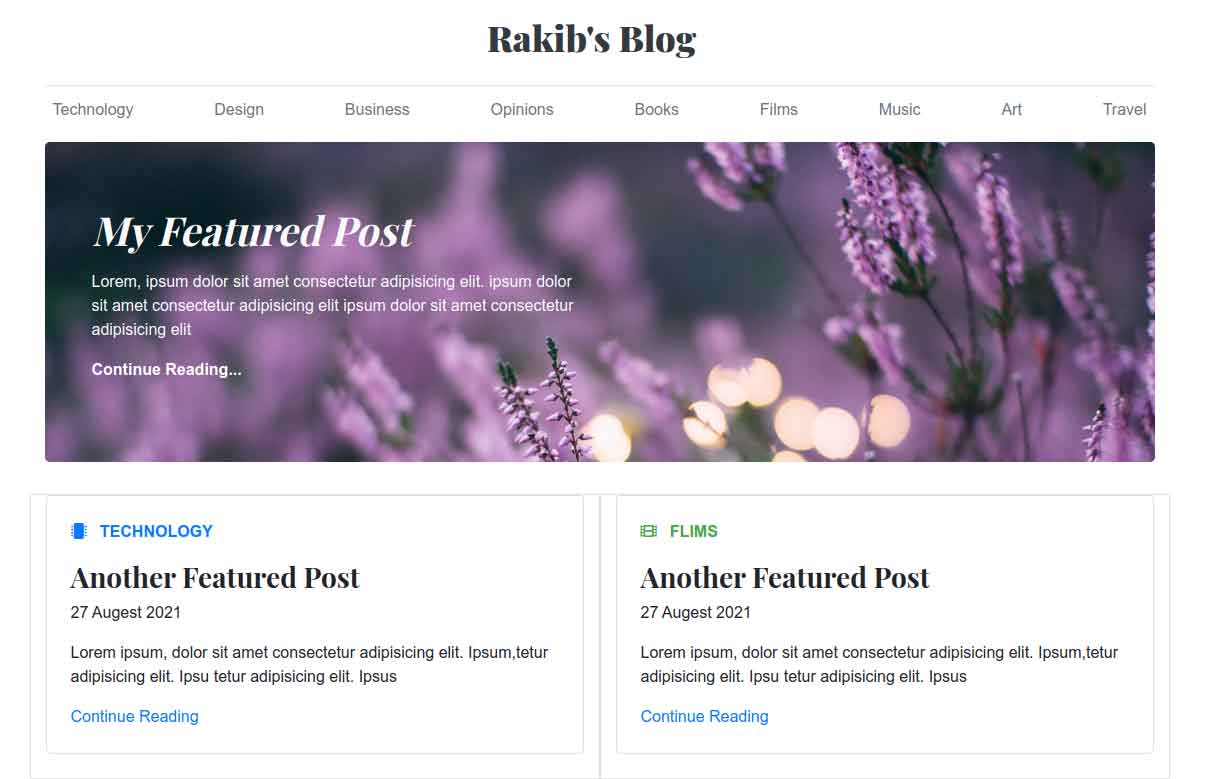 Rakib's Blog
Technology Design Business Opinions Books Films Music Art Travel
My Featured Post
Lorem, ipsum dolor sit amet consectetur adipisicing elit. ipsum dolor
sit amet consectetur adipisicing elit ipsum dolor sit amet consectetur
adipisicing elit
Continue Reading...
TECHNOLOGY
Another Featured Post
27 Augest 2021
Lorem ipsum, dolor sit amet consectetur adipisicing elit. Ipsum,tetur
adipisicing elit. Ipsu tetur adipisicing elit. Ipsus
Continue Reading
FLIMS
Another Featured Post
27 Augest 2021
Lorem ipsum, dolor sit amet consectetur adipisicing elit. Ipsum,tetur
adipisicing elit. Ipsu tetur adipisicing elit. Ipsus
Continue Reading